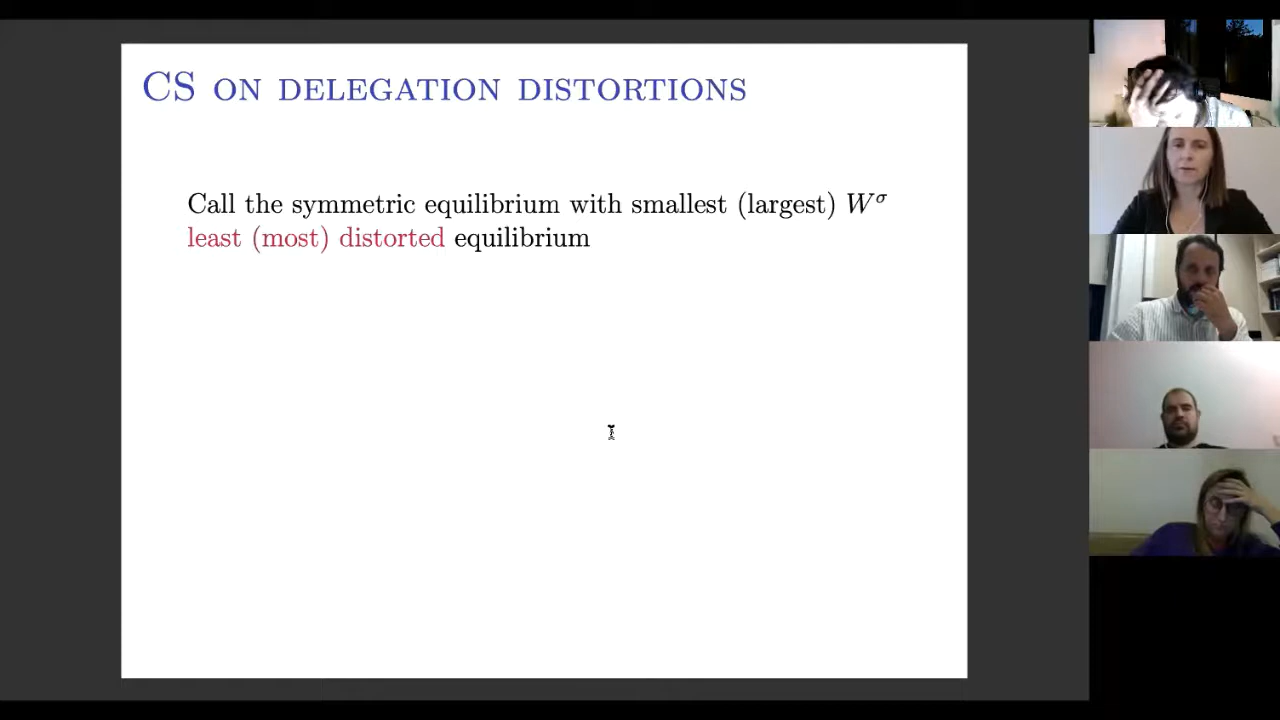 CS ON DELEGATION DISTORTIONS
Call the symmetric equilibrium with smallest (largest) W^σ
least (most) distorted equilibrium